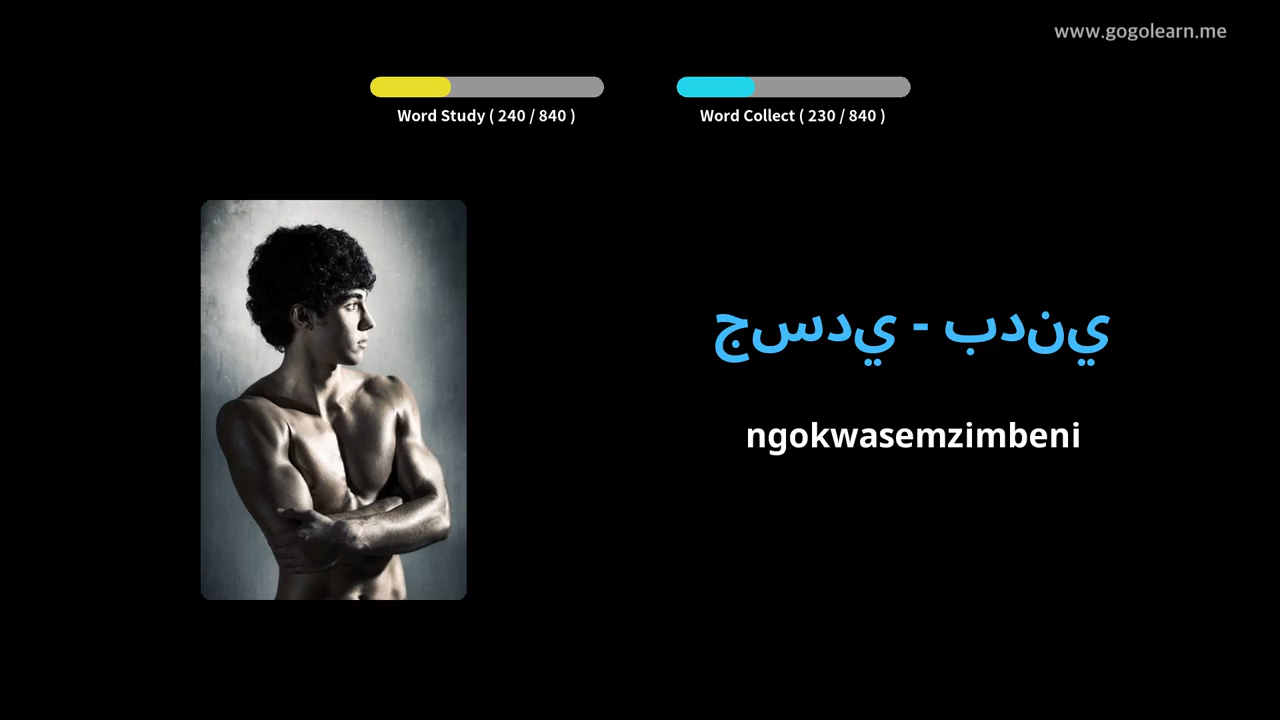 www.gogolearn.me
Word Study ( 240 / 840 )
Word Collect ( 230 / 840 )
جسدي - بدني
ngokwasemzimbeni